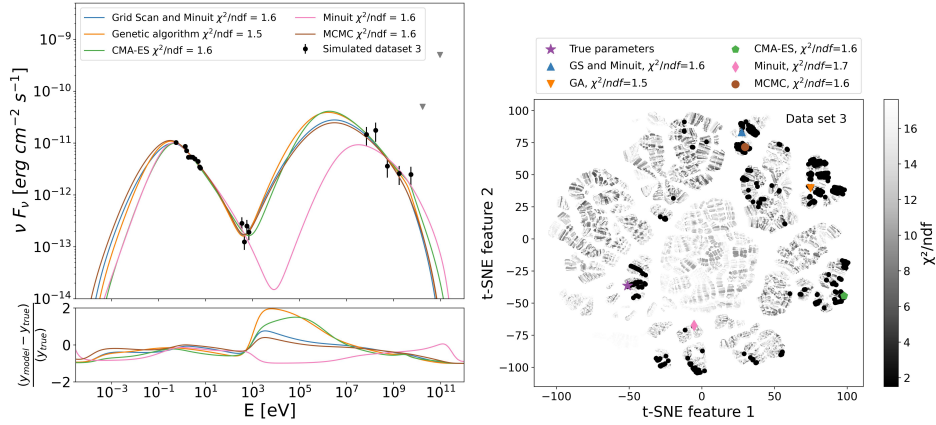 Grid Scan and Minuit χ²/ndf = 1.6
Genetic algorithm χ²/ndf = 1.5
CMA-ES χ²/ndf = 1.6
Minuit χ²/ndf = 1.6
MCMC χ²/ndf = 1.6
Simulated dataset 3
ν Fᵥ [erg cm⁻² s⁻¹]
10⁻⁹
10⁻¹⁰
10⁻¹¹
10⁻¹²
10⁻¹³
10⁻¹⁴
(y_model − y_true)
(y_true)
2
0
−2
10⁻³ 10⁻¹ 10¹ 10³ 10⁵ 10⁷ 10⁹ 10¹¹
E [eV]
True parameters
GS and Minuit, χ²/ndf=1.6
GA, χ²/ndf=1.5
CMA-ES, χ²/ndf=1.6
Minuit, χ²/ndf=1.7
MCMC, χ²/ndf=1.6
Data set 3
t-SNE feature 2
100
75
50
25
0
−25
−50
−75
−100
−100 −50 0 50 100
t-SNE feature 1
16
14
12
10
8
6
4
2
χ²/ndf